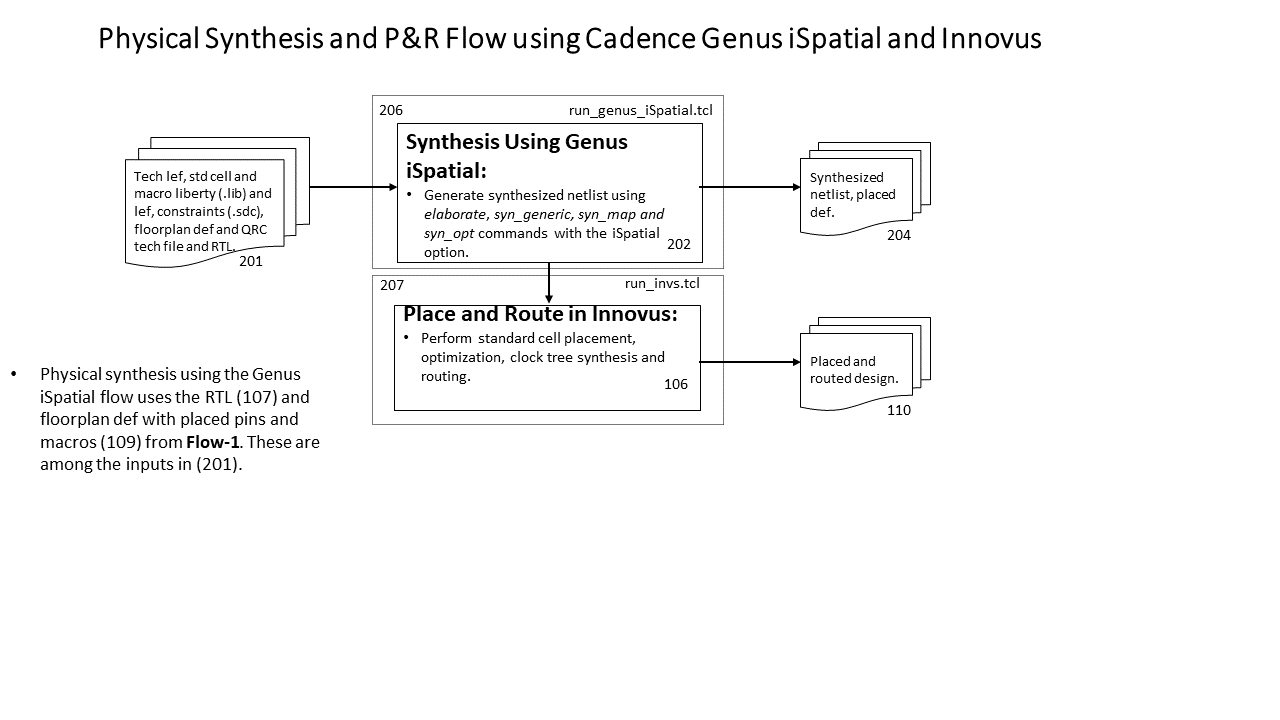 Physical Synthesis and P&R Flow using Cadence Genus iSpatial and Innovus
206
run_genus_iSpatial.tcl
Tech lef, std cell and
macro liberty (.lib) and
lef, constraints (.sdc),
floorplan def and QRC
tech file and RTL.
201
Synthesis Using Genus
iSpatial:
• Generate synthesized netlist using
elaborate, syn_generic, syn_map and
syn_opt commands with the iSpatial
option.
202
Synthesized
netlist, placed
def.
204
207
run_invs.tcl
Place and Route in Innovus:
• Perform standard cell placement,
optimization, clock tree synthesis and
routing.
106
Placed and
routed design.
110
• Physical synthesis using the Genus
iSpatial flow uses the RTL (107) and
floorplan def with placed pins and
macros (109) from Flow-1. These are
among the inputs in (201).